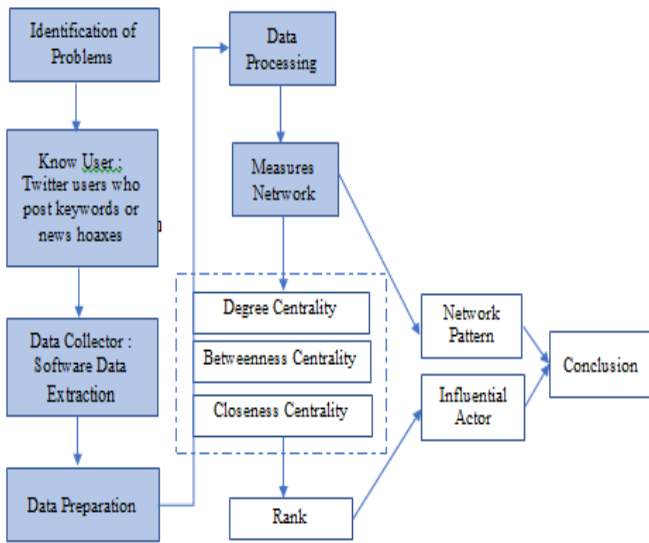 Identification of
Problems
Know User :
Twitter users who
post keywords or
news hoaxes
Data Collector :
Software Data
Extraction
Data Preparation
Data
Processing
Measures
Netrwork
Degree Centrality
Betweenness Centrality
Closeness Centrality
Rank
Network
Pattern
Influential
Actor
Conclusion